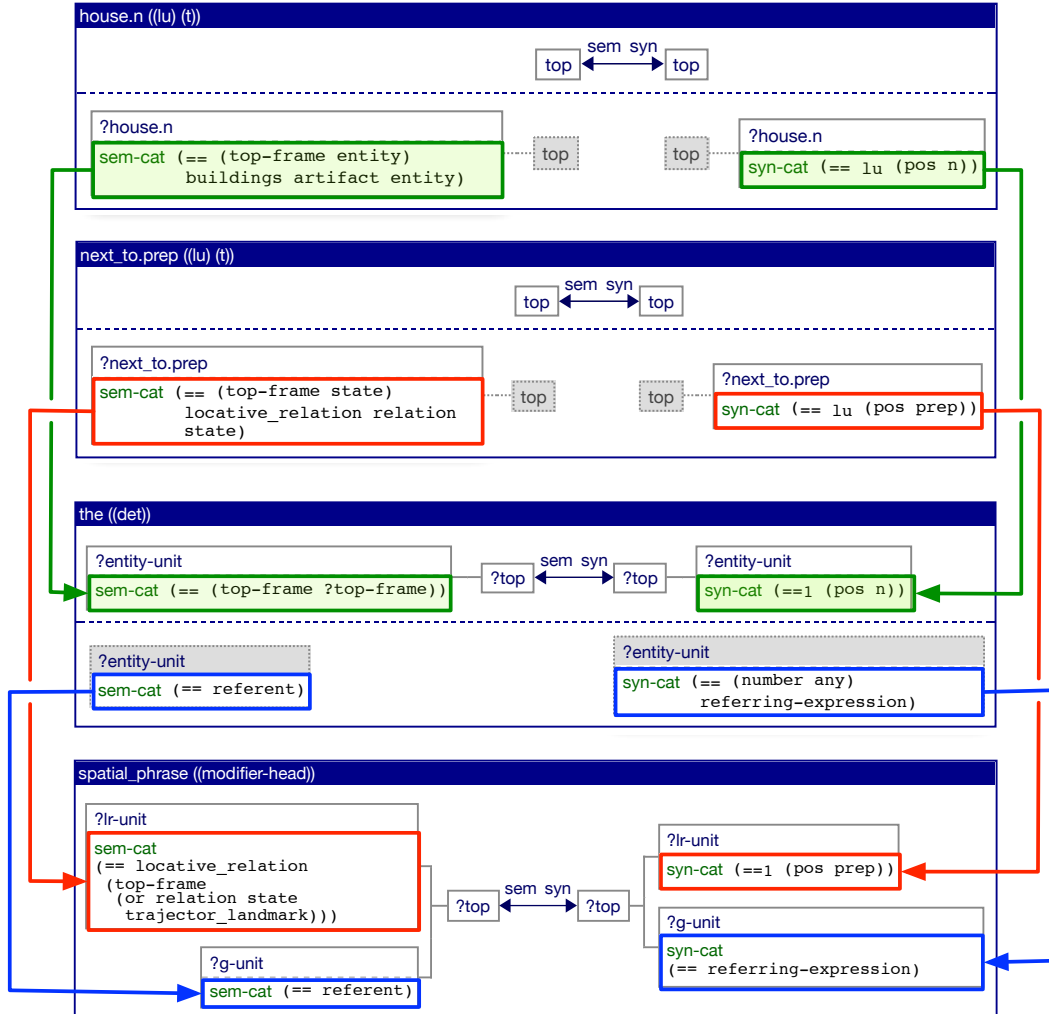 house.n ((lu) (t))
sem syn
top top
?house.n
sem-cat (== (top-frame entity)
buildings artifact entity)
top top
?house.n
syn-cat (== lu (pos n))
next_to.prep ((lu) (t))
sem syn
top top
?next_to.prep
sem-cat (== (top-frame state)
locative_relation relation
state)
top top
?next_to.prep
syn-cat (== lu (pos prep))
the ((det))
?entity-unit
sem-cat (== (top-frame ?top-frame))
sem syn
?top ?top
?entity-unit
syn-cat (==1 (pos n))
?entity-unit
sem-cat (== referent)
?entity-unit
syn-cat (== (number any)
referring-expression)
spatial_phrase ((modifier-head))
?lr-unit
sem-cat
(== locative_relation
(top-frame
(or relation state
trajector_landmark)))
?g-unit
sem-cat (== referent)
sem syn
?top ?top
?lr-unit
syn-cat (==1 (pos prep))
?g-unit
syn-cat
(== referring-expression)